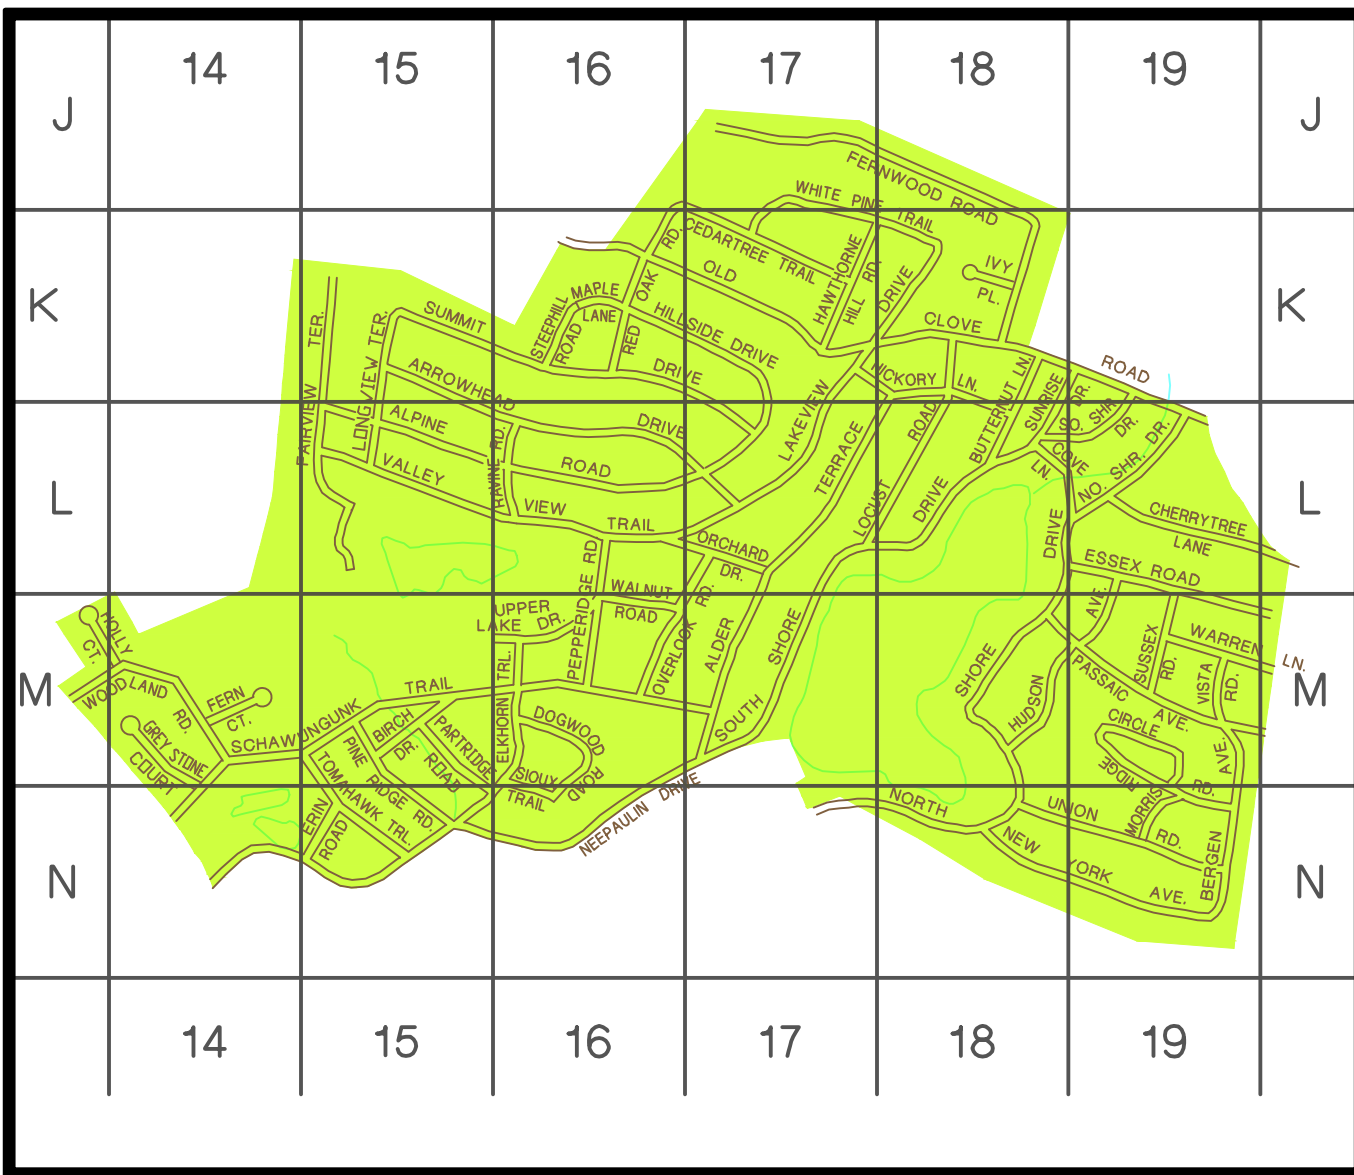 14 15 16 17 18 19
J J
FERNWOOD ROAD
WHITE PINE TRAIL
CEDARTREE TRAIL
HAWTHORNE
HILL RD.
DRIVE
IVY
PL.
K K
OLD
OAK RD.
MAPLE
LANE
STEEPHILL
ROAD
RED
HILLSIDE DRIVE
DRIVE
CLOVE
ROAD
SUMMIT
FAIRVIEW TER.
LONGVIEW TER.
ARROWHEAD
DRIVE
ALPINE
ROAD
RAVINE RD.
VALLEY
VIEW
TRAIL
LAKEVIEW
TERRACE
HICKORY
LN.
BUTTERNUT LN.
SUNRISE
DR.
SO. SHR.
DR.
COVE
LN.
NO. SHR. DR.
L L
LOCUST
ROAD
DRIVE
CHERRYTREE
LANE
DRIVE
ESSEX ROAD
ORCHARD
DR.
WALNUT
ROAD
PEPPERIDGE RD
OVERLOOK
RD.
ALDER
SHORE
SOUTH
UPPER
LAKE DR.
TRL.
ELKHORN
HOLLY
CT.
M M
WOODLAND
RD.
FERN
CT.
GREYSTONE
COURT
SCHAWUNGUNK
TRAIL
BIRCH
DR.
PARTRIDGE
ROAD
PINE RIDGE RD.
TOMAHAWK TRL.
ERIN
ROAD
DOGWOOD
ROAD
SIOUX
TRAIL
NEEPAULIN DRIVE
SHORE
HUDSON
AVE.
SUSSEX
RD.
WARREN
LN.
VISTA
RD.
PASSAIC
AVE.
CIRCLE
RIDGE
RD.
MORRIS
RD.
AVE.
BERGEN
UNION
NORTH
NEW
YORK
AVE.
N N
14 15 16 17 18 19